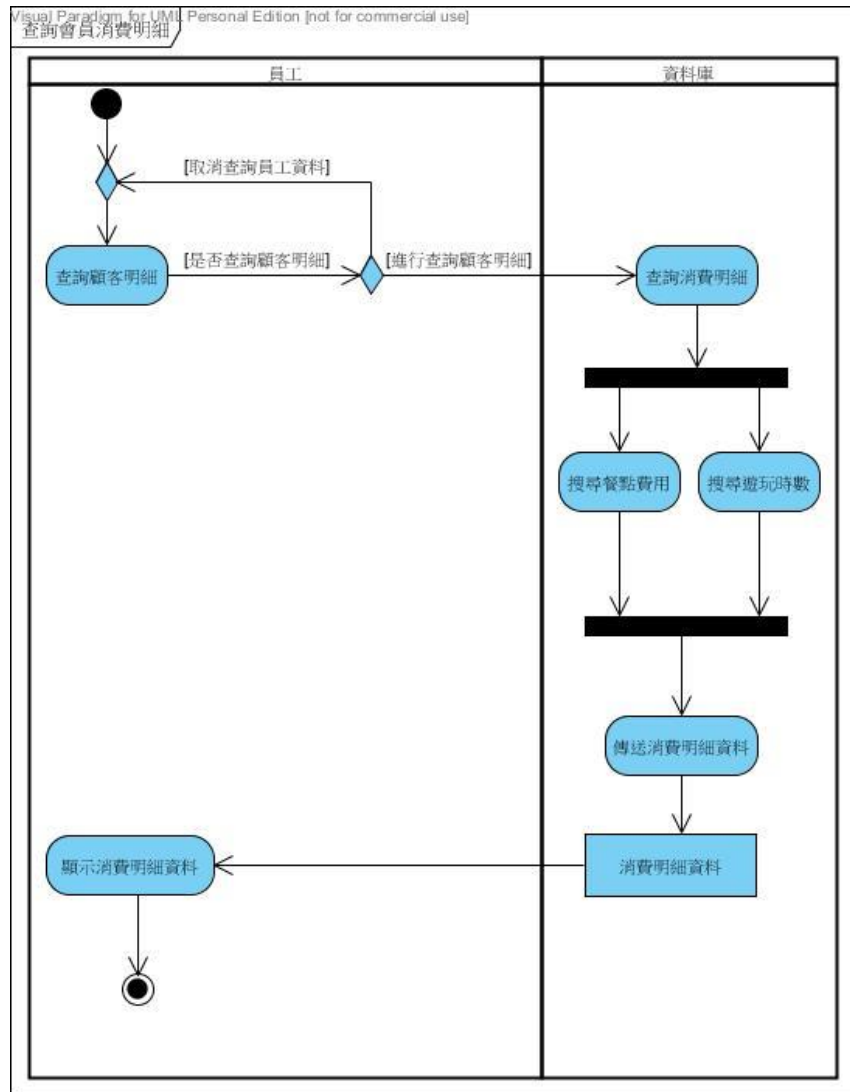 Visual Paradigm for UML Personal Edition [not for commercial use]
查詢會員消費明細
員工
資料庫
[取消查詢員工資料]
查詢顧客明細
[是否查詢顧客明細]
[進行查詢顧客明細]
查詢消費明細
搜尋餐點費用
搜尋遊玩時數
傳送消費明細資料
顯示消費明細資料
消費明細資料